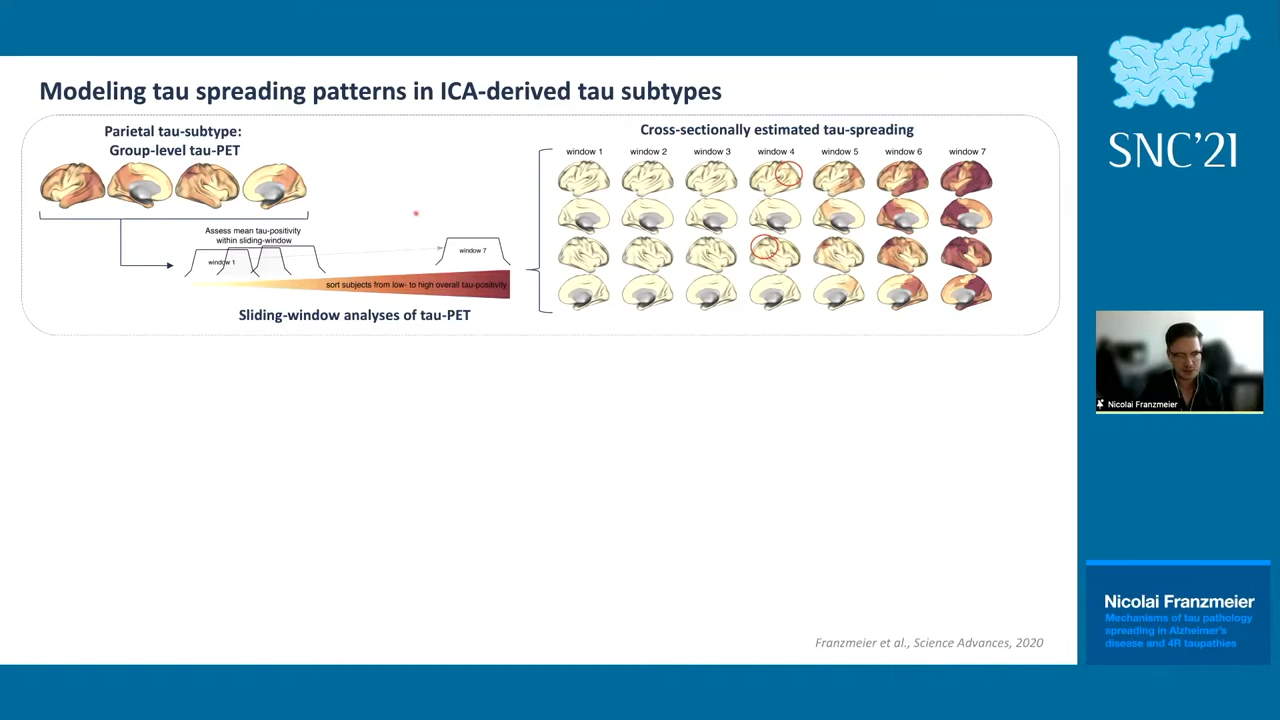 Modeling tau spreading patterns in ICA-derived tau subtypes
Parietal tau-subtype:
Group-level tau-PET
Assess mean tau-positivity
within sliding-window
window 1
window 7
sort subjects from low- to high overall tau-positivity
Sliding-window analyses of tau-PET
Cross-sectionally estimated tau-spreading
window 1 window 2 window 3 window 4 window 5 window 6 window 7
Franzmeier et al., Science Advances, 2020
SNC'21
Nicolai Franzmeier
Nicolai Franzmeier
Mechanisms of tau pathology
spreading in Alzheimer's
disease and 4R taupathies